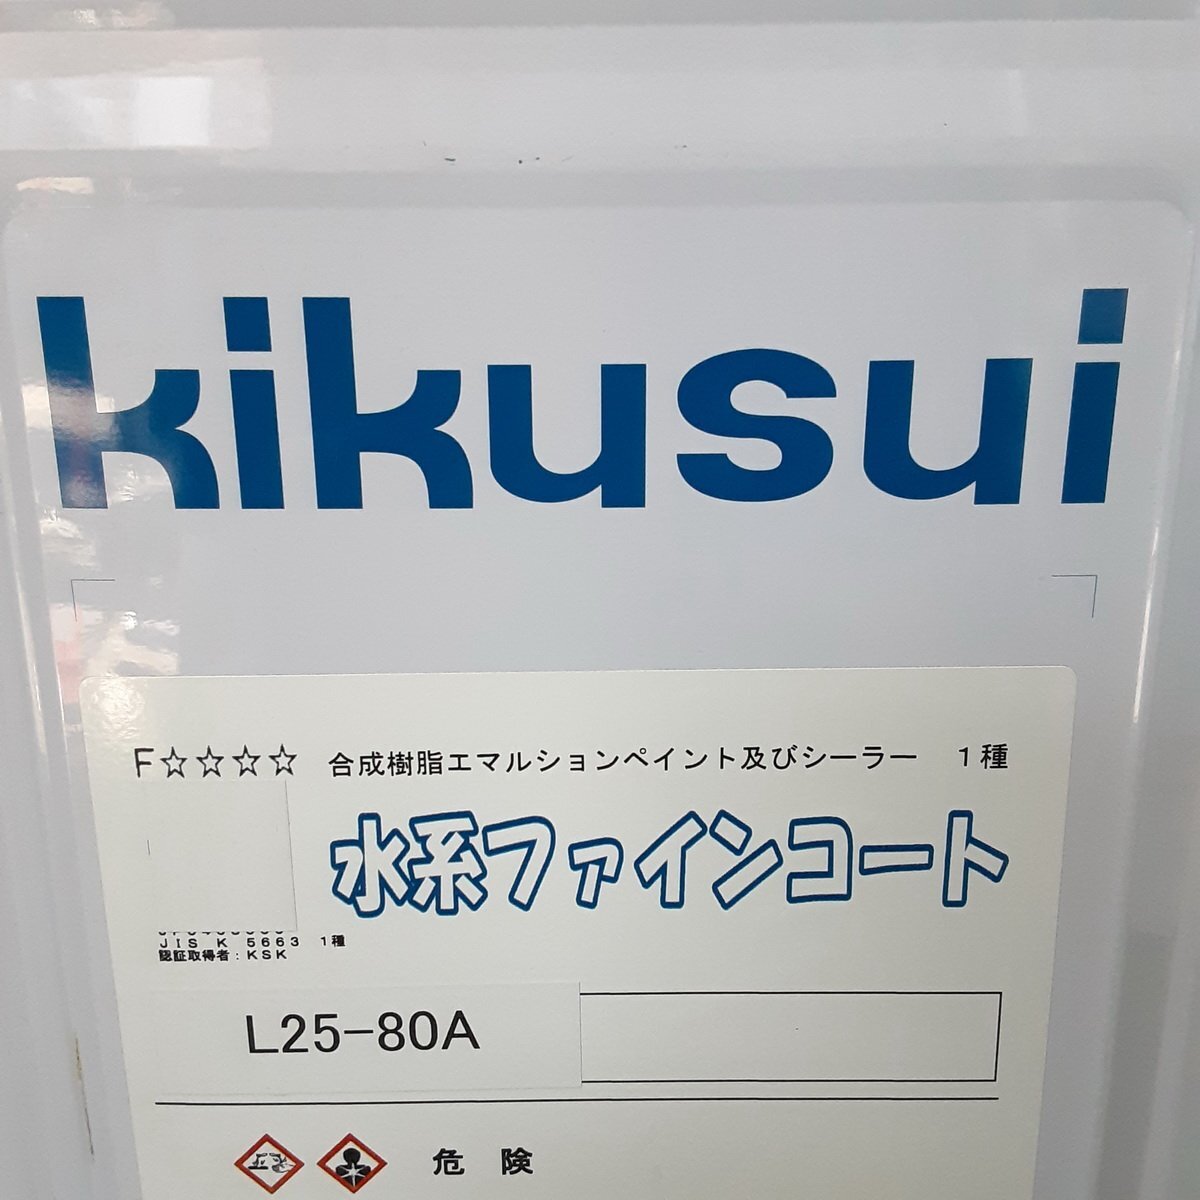 kikusui
F☆☆☆☆ 合成樹脂エマルションペイント及びシーラー 1種
水系ファインコート
JIS K 5663 1種
認証取得者：KSK
L25-80A
危 険